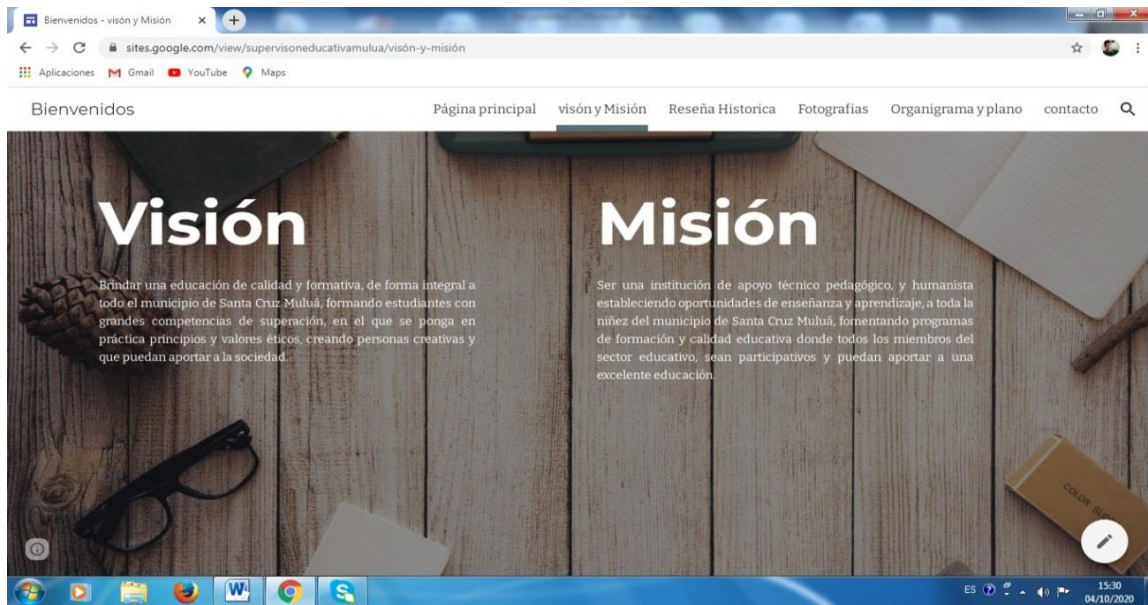 Bienvenidos - visón y Misión
sites.google.com/view/supervisoneducativamulua/visón-y-misión
Aplicaciones Gmail YouTube Maps
Bienvenidos Página principal visón y Misión Reseña Historica Fotografias Organigrama y plano contacto
Visión
Brindar una educación de calidad y formativa, de forma integral a
todo el municipio de Santa Cruz Muluá, formando estudiantes con
grandes competencias de superación, en el que se ponga en
práctica principios y valores éticos, creando personas creativas y
que puedan aportar a la sociedad.
Misión
Ser una institución de apoyo técnico pedagógico, y humanista
estableciendo oportunidades de enseñanza y aprendizaje, a toda la
niñez del municipio de Santa Cruz Muluá, fomentando programas
de formación y calidad educativa donde todos los miembros del
sector educativo, sean participativos y puedan aportar a una
excelente educación.
COLOR
ES 15:30
04/10/2020